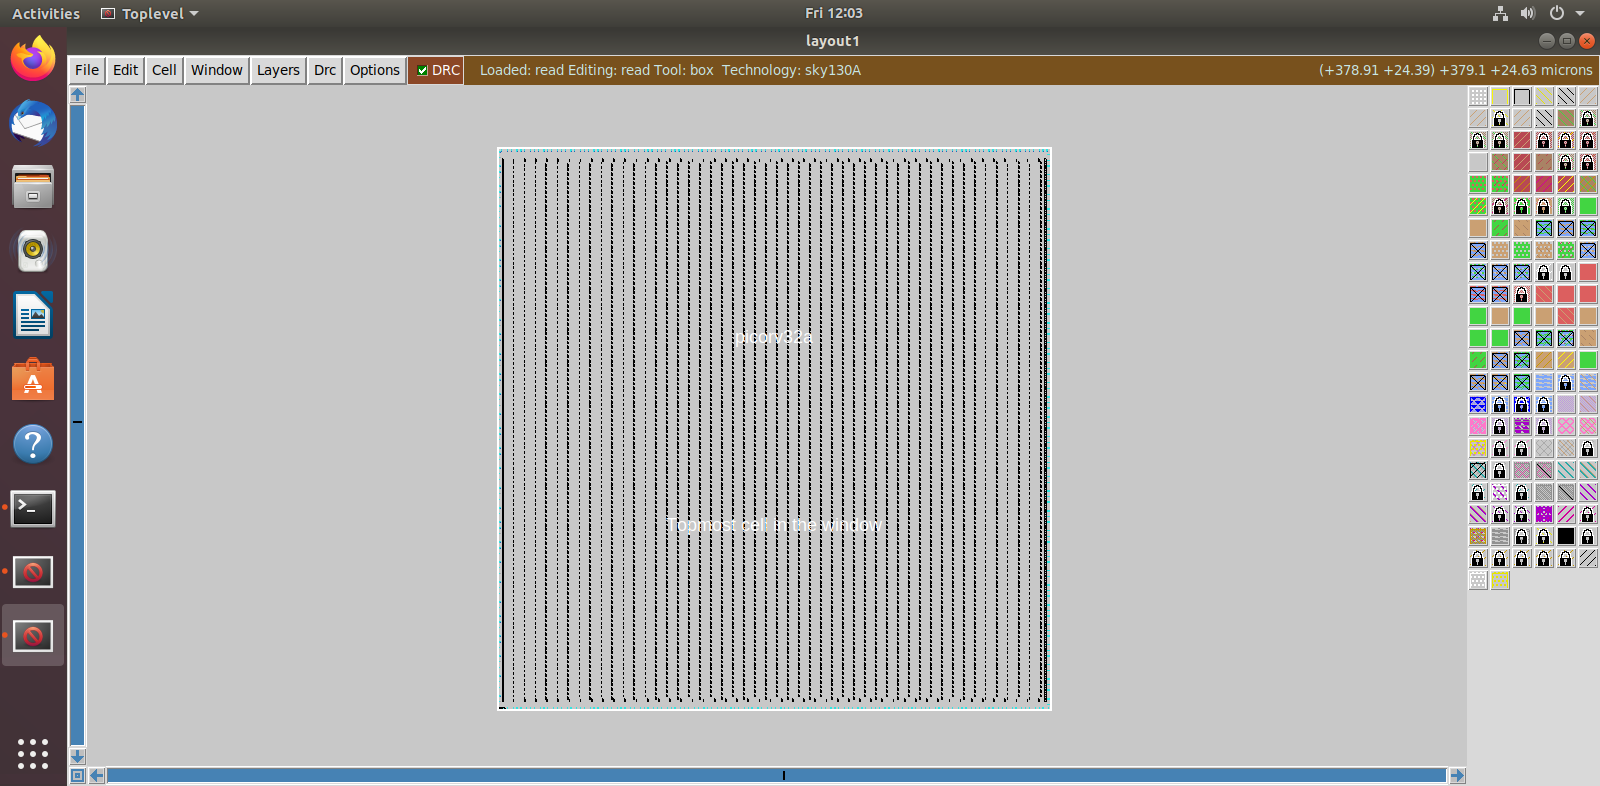 Activities Toplevel Fri 12:03
layout1
File Edit Cell Window Layers Drc Options DRC Loaded: read Editing: read Tool: box Technology: sky130A (+378.91 +24.39) +379.1 +24.63 microns
picorv32a
Topmost cell in the window